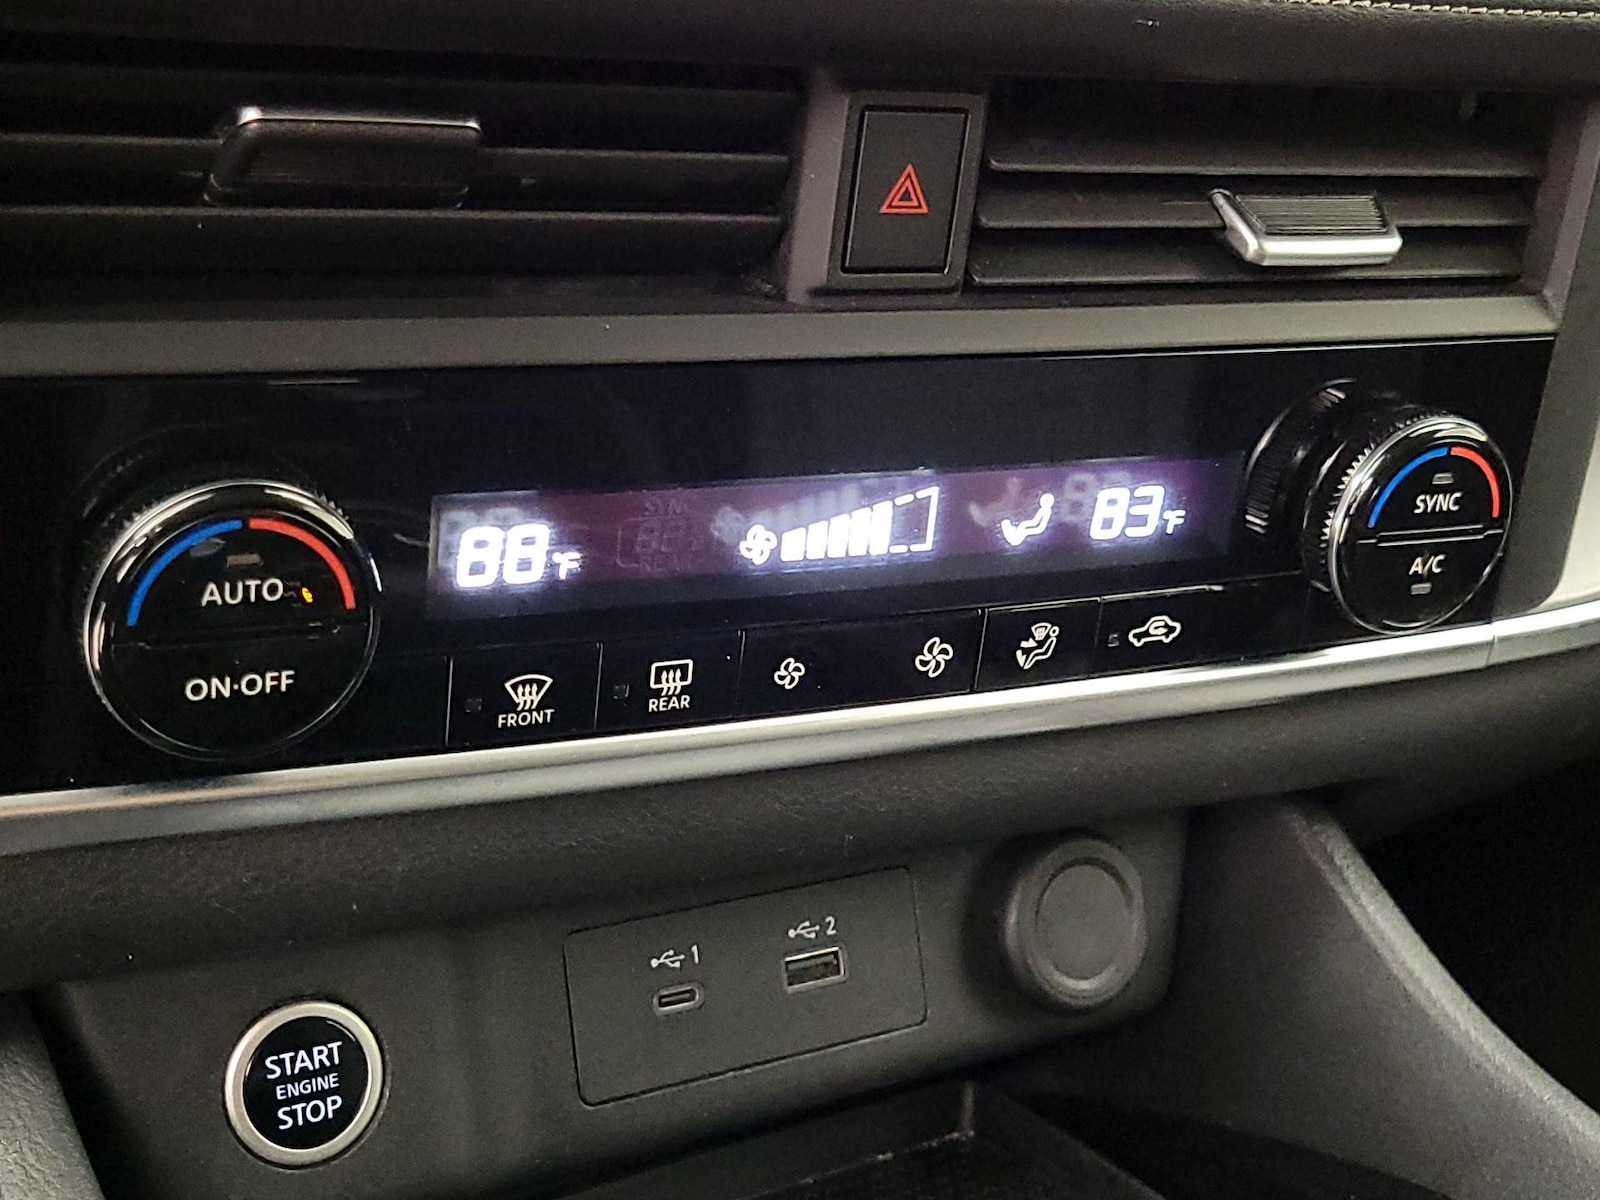 88°F
83°F
AUTO
ON·OFF
SYNC
A/C
FRONT
REAR
1
2
START
ENGINE
STOP